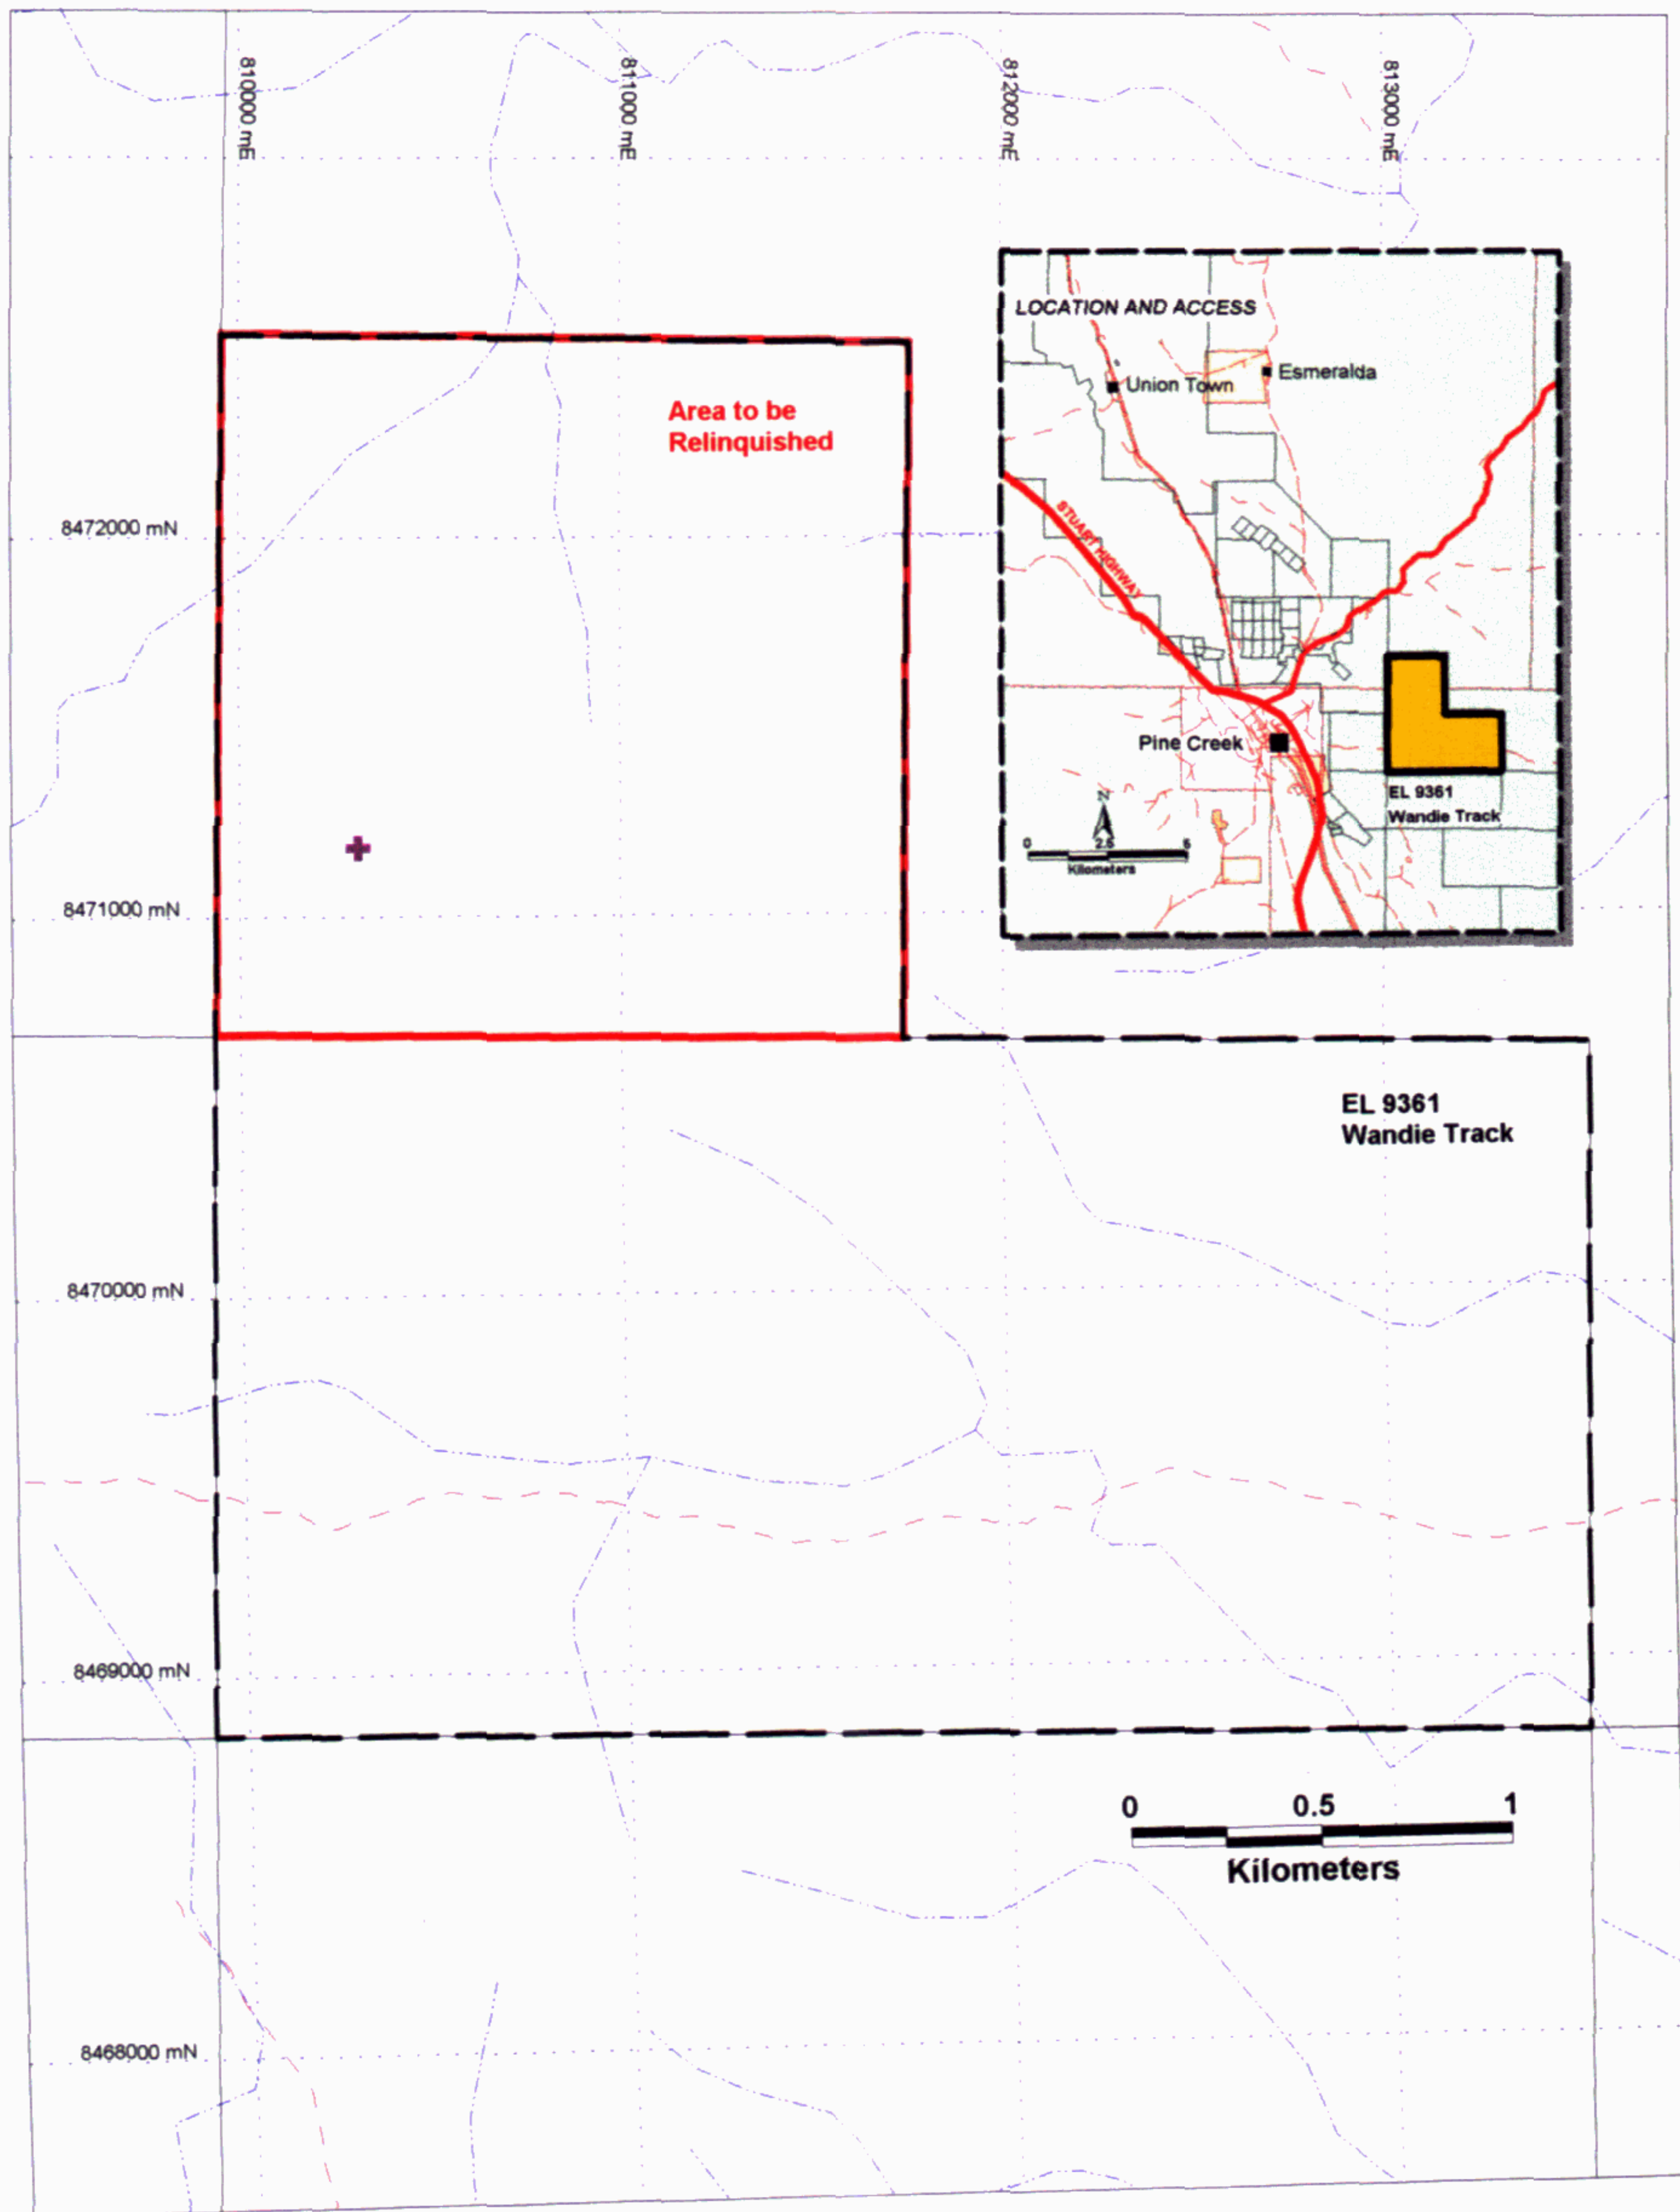 810000 mE
811000 mE
812000 mE
813000 mE
LOCATION AND ACCESS
Union Town
Esmeralda
STUART HIGHWAY
Pine Creek
EL 9361
Wandie Track
N
0 2.5 5
Kilometers
Area to be
Relinquished
8472000 mN
8471000 mN
EL 9361
Wandie Track
8470000 mN
8469000 mN
0 0.5 1
Kilometers
8468000 mN